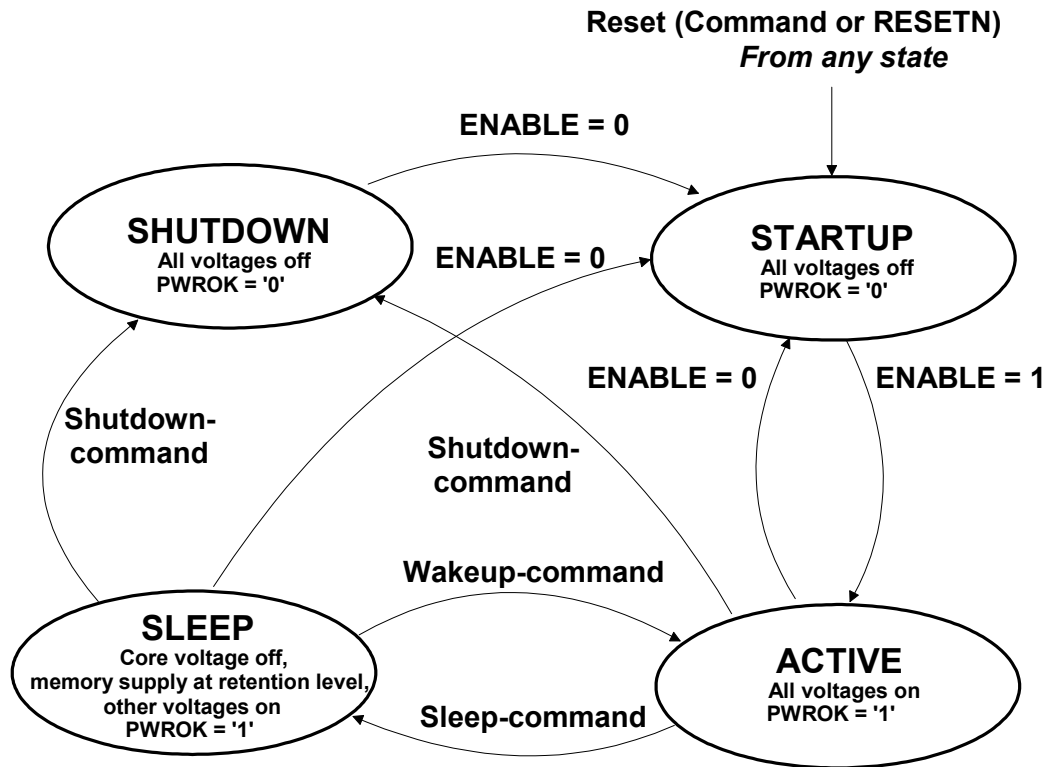 Reset (Command or RESETN)
From any state
ENABLE = 0
SHUTDOWN
All voltages off
PWROK = '0'
ENABLE = 0
STARTUP
All voltages off
PWROK = '0'
ENABLE = 0
ENABLE = 1
Shutdown-
command
Shutdown-
command
Wakeup-command
SLEEP
Core voltage off,
memory supply at retention level,
other voltages on
PWROK = '1'
ACTIVE
All voltages on
PWROK = '1'
Sleep-command